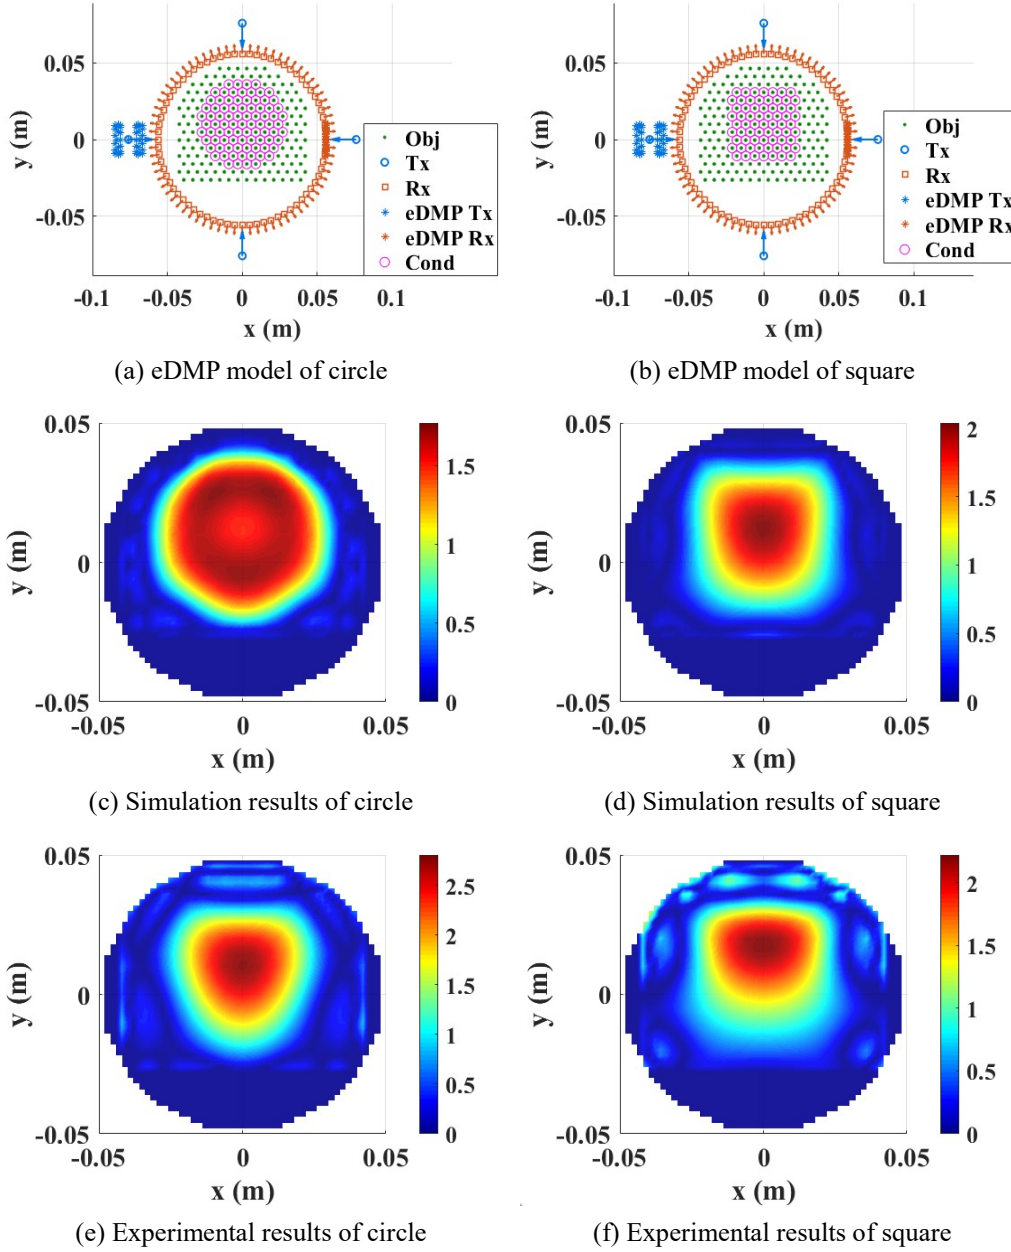 0.05
0
-0.05
y (m)
-0.1
-0.05
0
0.05
0.1
x (m)
Obj
Tx
Rx
eDMP Tx
eDMP Rx
Cond
(a) eDMP model of circle
0.05
0
-0.05
y (m)
-0.1
-0.05
0
0.05
0.1
x (m)
Obj
Tx
Rx
eDMP Tx
eDMP Rx
Cond
(b) eDMP model of square
0.05
0
-0.05
y (m)
-0.05
0
0.05
x (m)
1.5
1
0.5
0
(c) Simulation results of circle
0.05
0
-0.05
y (m)
-0.05
0
0.05
x (m)
2
1.5
1
0.5
0
(d) Simulation results of square
0.05
0
-0.05
y (m)
-0.05
0
0.05
x (m)
2.5
2
1.5
1
0.5
0
(e) Experimental results of circle
0.05
0
-0.05
y (m)
-0.05
0
0.05
x (m)
2
1.5
1
0.5
0
(f) Experimental results of square